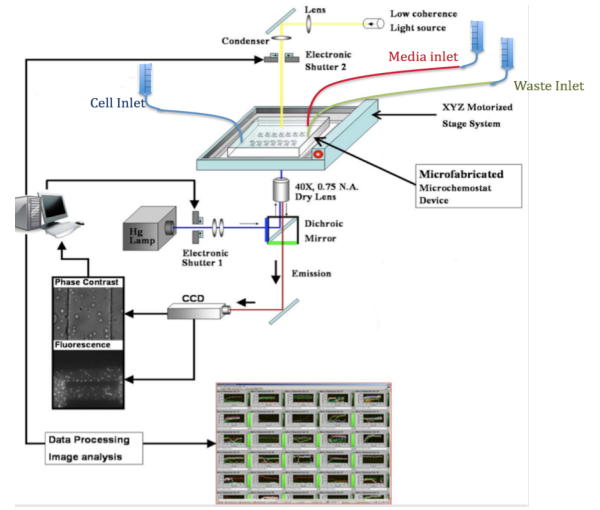 Lens
Low coherence
Light source
Condenser
Electronic
Shutter 2
Media inlet
Waste Inlet
Cell Inlet
XYZ Motorized
Stage System
Microfabricated
Microchemostat
Device
40X, 0.75 N.A.
Dry Lens
Hg
Lamp
Dichroic
Mirror
Electronic
Shutter 1
Emission
CCD
Phase Contrast
Fluorescence
Data Processing
Image analysis